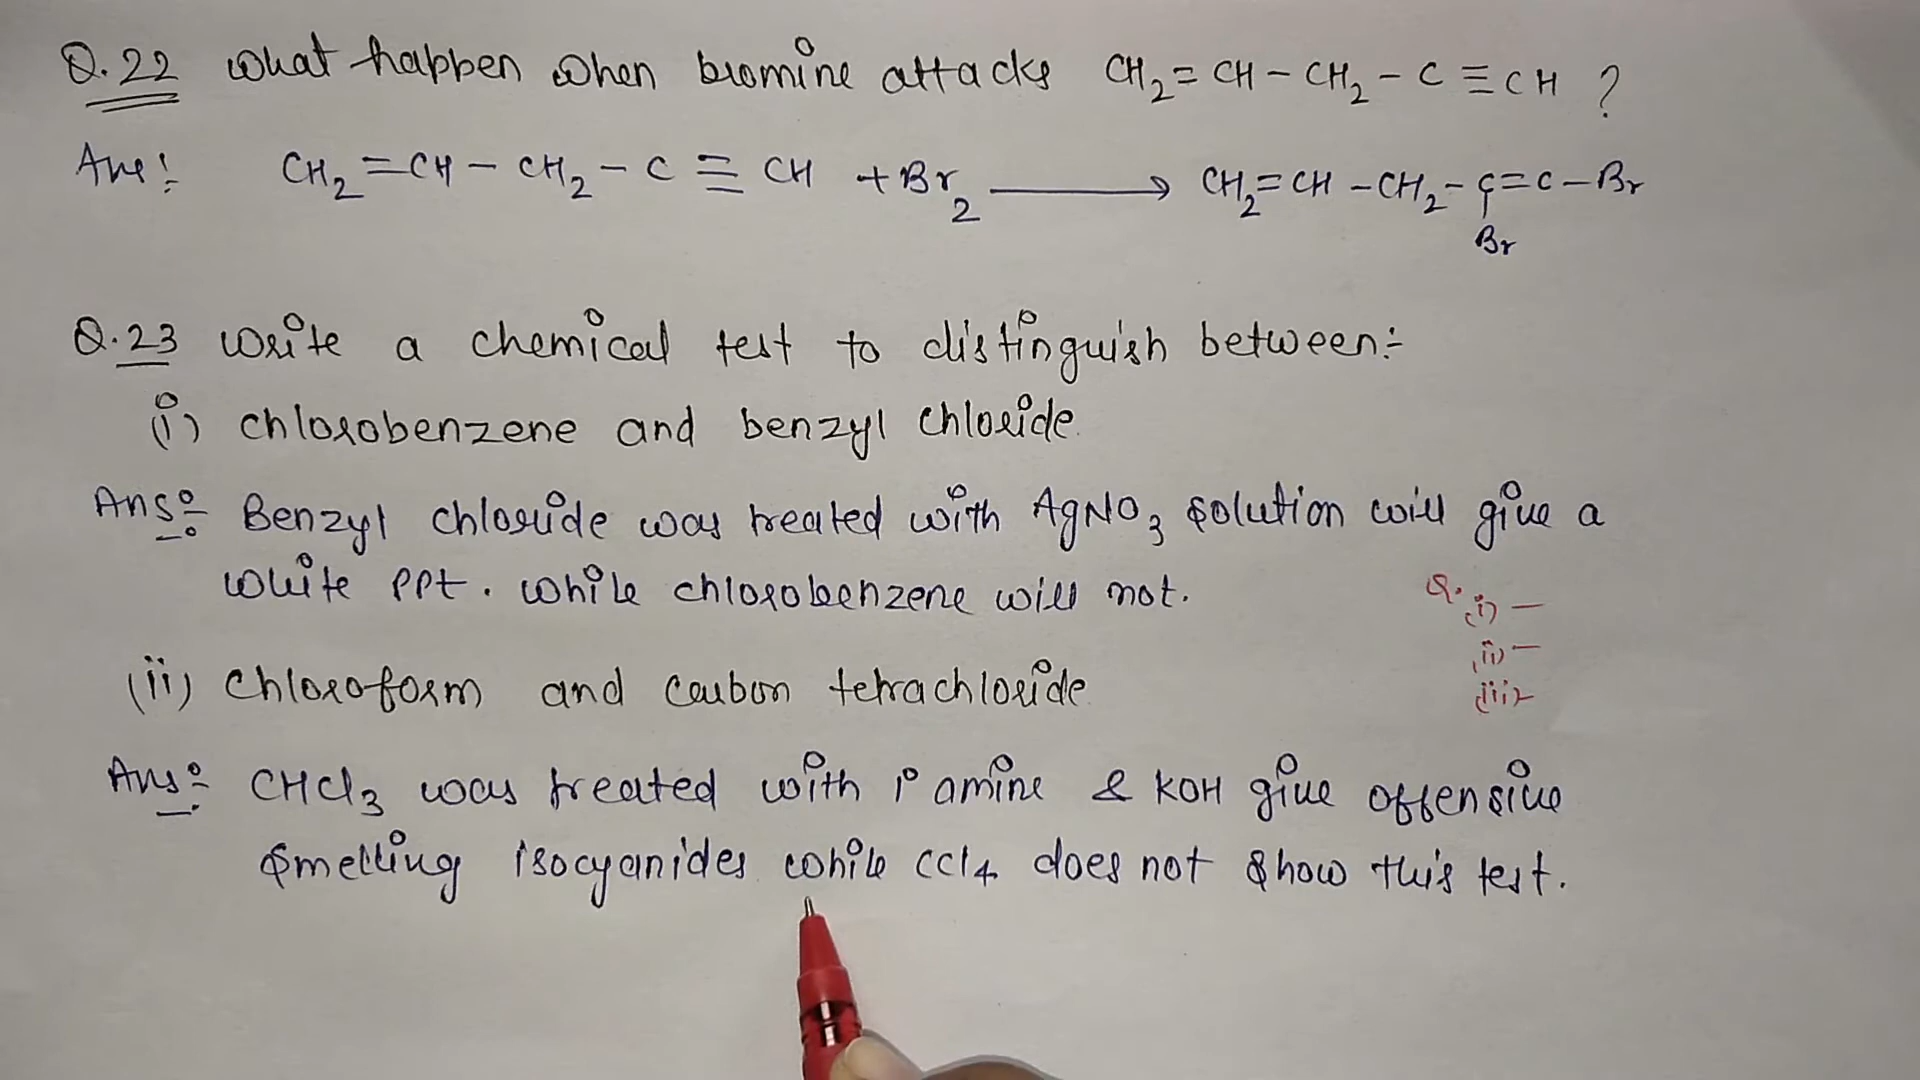 Q.22 What happen when bromine attacks CH₂=CH-CH₂-C≡CH ?
Ans: CH₂=CH-CH₂-C≡CH + Br₂ ⟶ CH₂=CH-CH₂-C=C-Br
Br
Q.23 Write a chemical test to distinguish between:-
(i) chlorobenzene and benzyl chloride.
Ans:- Benzyl chloride was treated with AgNO₃ solution will give a
white PPt. while chlorobenzene will not.
Q. (i) —
(ii) —
(iii)
(ii) Chloroform and carbon tetrachloride
Ans:- CHCl₃ was treated with 1° amine & KOH give offensive
smelling isocyanides while CCl₄ does not show this test.